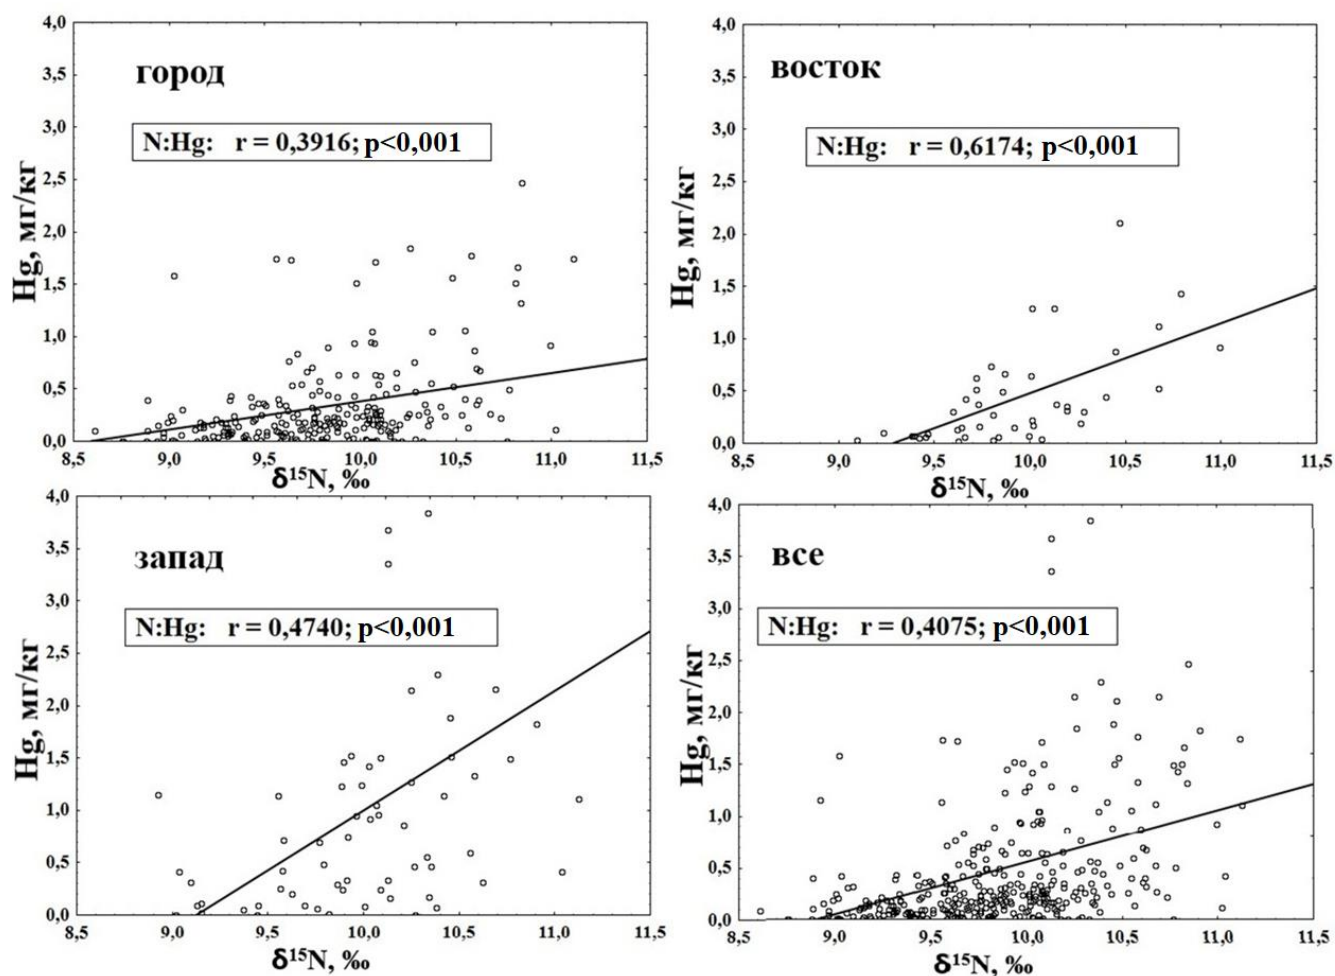 город
N:Hg: r = 0,3916; p<0,001
Hg, мг/кг
4,0
3,5
3,0
2,5
2,0
1,5
1,0
0,5
0,0
8,5 9,0 9,5 10,0 10,5 11,0 11,5
δ¹⁵N, ‰
восток
N:Hg: r = 0,6174; p<0,001
Hg, мг/кг
4,0
3,5
3,0
2,5
2,0
1,5
1,0
0,5
0,0
8,5 9,0 9,5 10,0 10,5 11,0 11,5
δ¹⁵N, ‰
запад
N:Hg: r = 0,4740; p<0,001
Hg, мг/кг
4,0
3,5
3,0
2,5
2,0
1,5
1,0
0,5
0,0
8,5 9,0 9,5 10,0 10,5 11,0 11,5
δ¹⁵N, ‰
все
N:Hg: r = 0,4075; p<0,001
Hg, мг/кг
4,0
3,5
3,0
2,5
2,0
1,5
1,0
0,5
0,0
8,5 9,0 9,5 10,0 10,5 11,0 11,5
δ¹⁵N, ‰